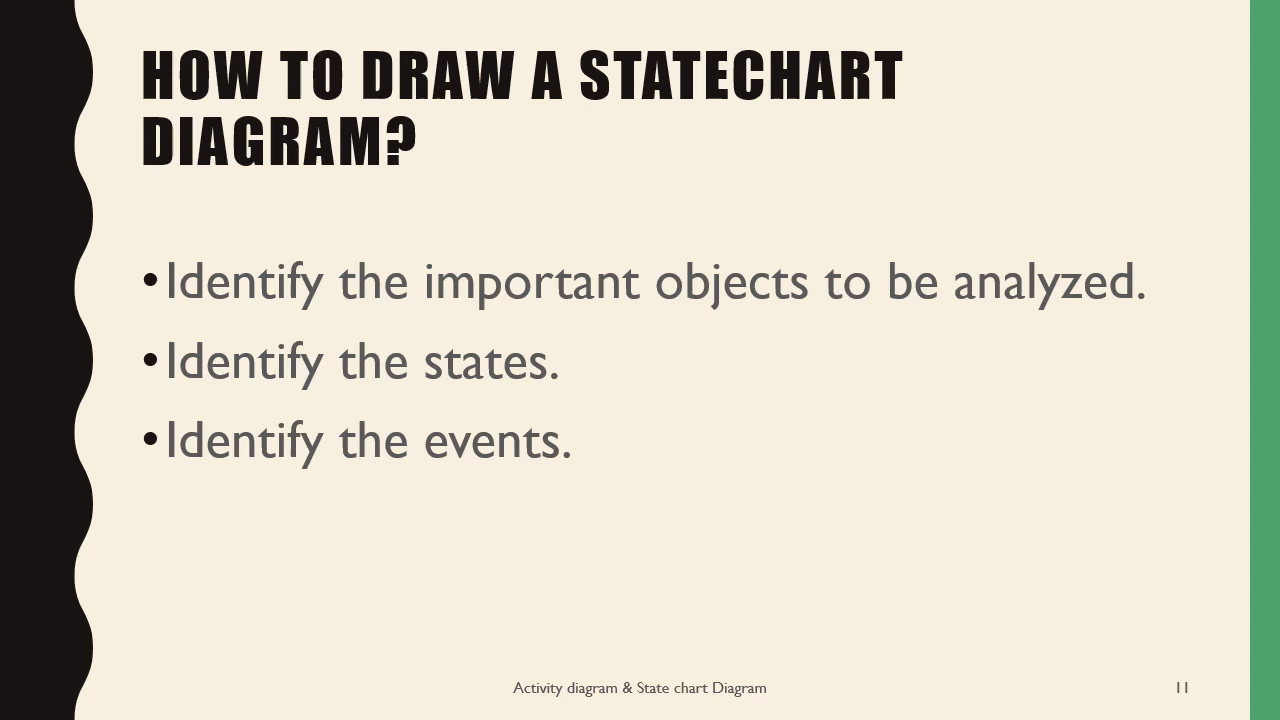 HOW TO DRAW A STATECHART
DIAGRAM?
•Identify the important objects to be analyzed.
•Identify the states.
•Identify the events.
Activity diagram & State chart Diagram
11